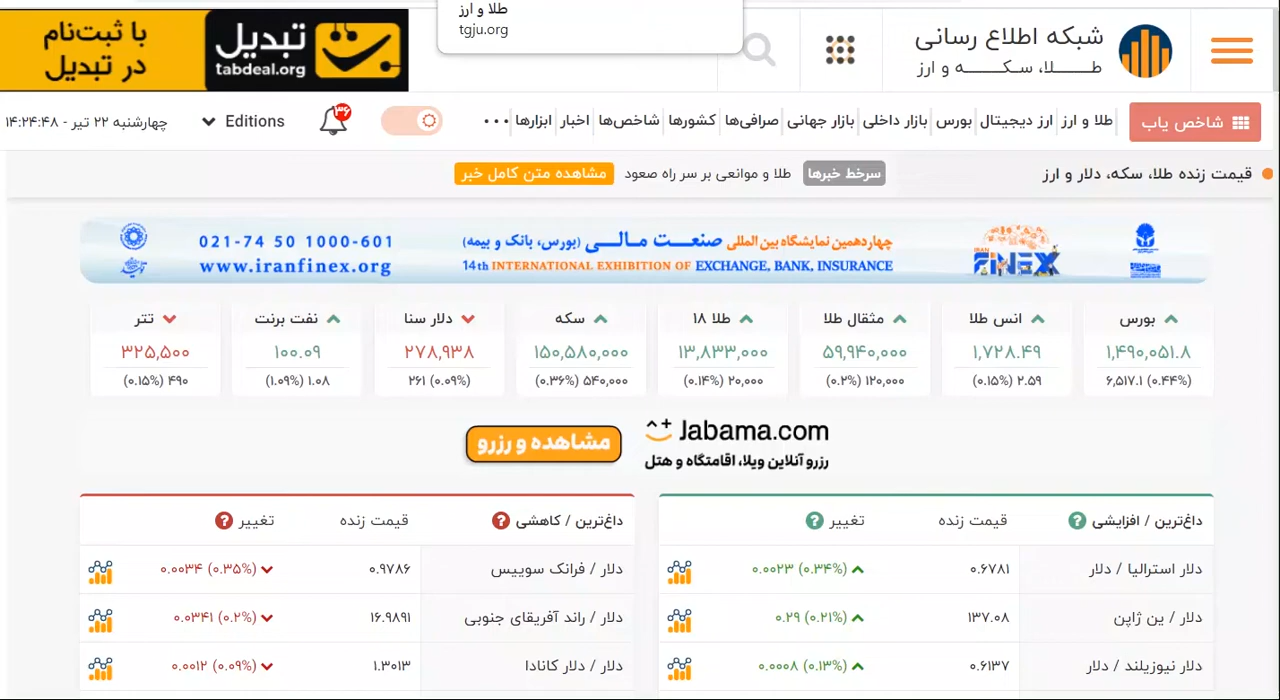 طلا و ارز
tgju.org
شبکه اطلاع رسانی
طلا، سکه و ارز
با ثبت‌نام
در تبدیل
تبدیل
tabdeal.org
شاخص یاب
طلا و ارز | ارز دیجیتال | بورس | بازار داخلی | بازار جهانی | صرافی‌ها | کشورها | شاخص‌ها | اخبار | ابزارها | •••
۳۶
Editions
چهارشنبه ۲۲ تیر - ۱۴:۲۴:۴۸
قیمت زنده طلا، سکه، دلار و ارز
سرخط خبرها
طلا و موانعی بر سر راه صعود
مشاهده متن کامل خبر
IRAN FINEX
چهاردهمین نمایشگاه بین المللی صنعت مالی (بورس، بانک و بیمه)
14th INTERNATIONAL EXHIBITION OF EXCHANGE, BANK, INSURANCE
021-74 50 1000-601
www.iranfinex.org
بورس
۱,۴۹۰,۰۵۱.۸
۶,۵۱۷.۱ (۰.۴۴%)
انس طلا
۱,۷۲۸.۴۹
۲.۵۹ (۰.۱۵%)
مثقال طلا
۵۹,۹۴۰,۰۰۰
۱۲۰,۰۰۰ (۰.۲%)
طلا ۱۸
۱۳,۸۳۳,۰۰۰
۲۰,۰۰۰ (۰.۱۴%)
سکه
۱۵۰,۵۸۰,۰۰۰
۵۴۰,۰۰۰ (۰.۳۶%)
دلار سنا
۲۷۸,۹۳۸
۲۶۱ (۰.۰۹%)
نفت برنت
۱۰۰.۰۹
۱.۰۸ (۱.۰۹%)
تتر
۳۲۵,۵۰۰
۴۹۰ (۰.۱۵%)
Jabama.com
رزرو آنلاین ویلا، اقامتگاه و هتل
مشاهده و رزرو
داغ‌ترین / افزایشی ? قیمت زنده تغییر ?
دلار استرالیا / دلار ۰.۶۷۸۱ ۰.۰۰۲۳ (۰.۳۴%)
دلار / ین ژاپن ۱۳۷.۰۸ ۰.۲۹ (۰.۲۱%)
دلار نیوزیلند / دلار ۰.۶۱۳۷ ۰.۰۰۰۸ (۰.۱۳%)
داغ‌ترین / کاهشی ? قیمت زنده تغییر ?
دلار / فرانک سوییس ۰.۹۷۸۶ ۰.۰۰۳۴ (۰.۳۵%)
دلار / راند آفریقای جنوبی ۱۶.۹۸۹۱ ۰.۰۳۴۱ (۰.۲%)
دلار / دلار کانادا ۱.۳۰۱۳ ۰.۰۰۱۲ (۰.۰۹%)